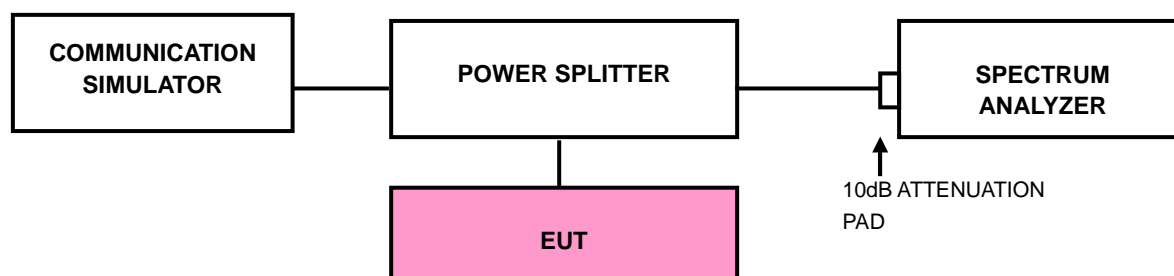 COMMUNICATION
SIMULATOR
POWER SPLITTER
SPECTRUM
ANALYZER
10dB ATTENUATION
PAD
EUT